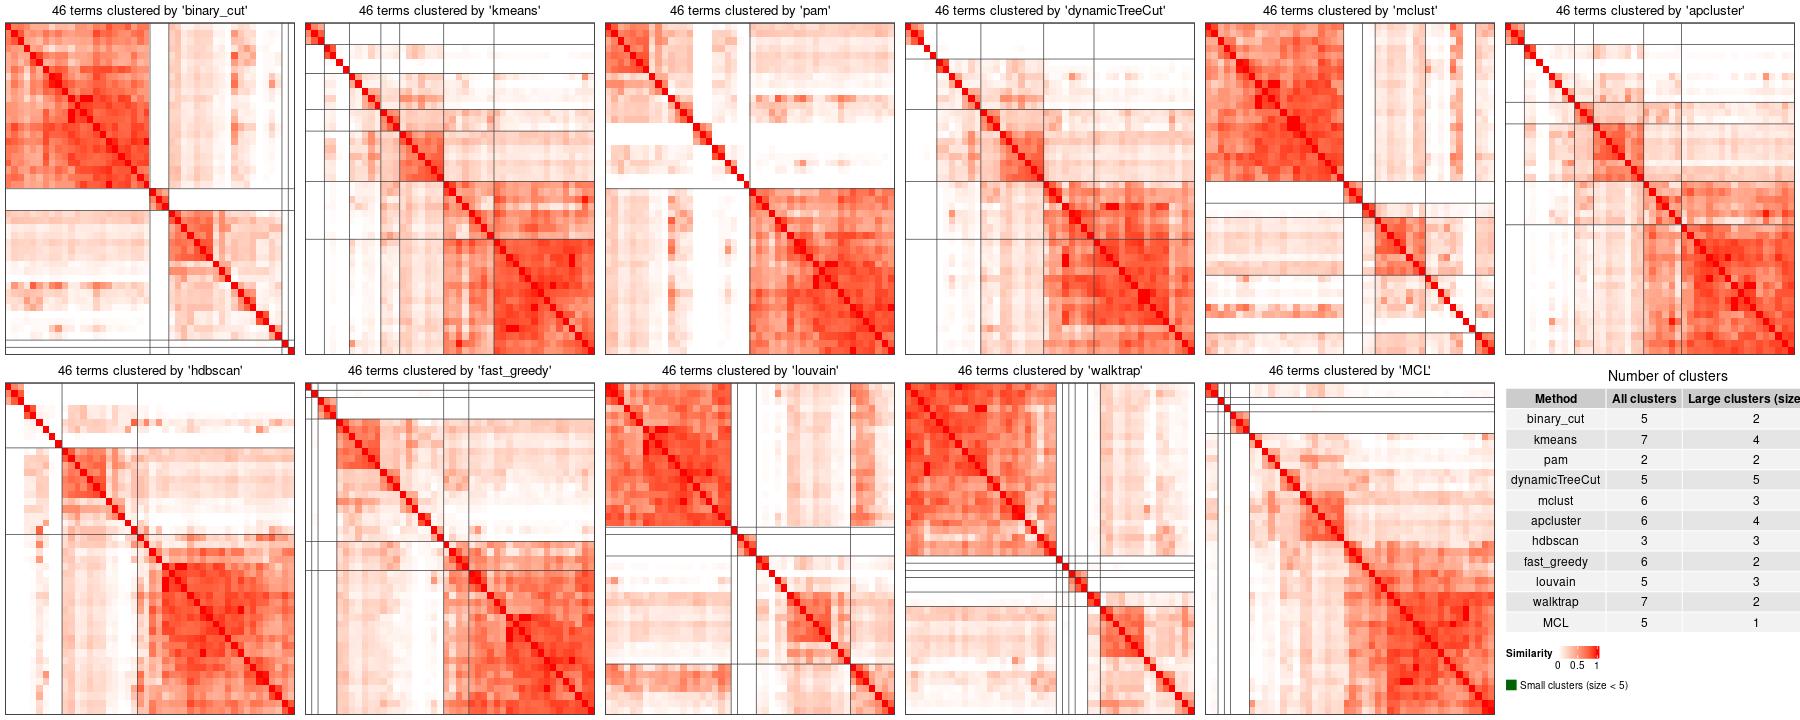 46 terms clustered by 'binary_cut'
46 terms clustered by 'kmeans'
46 terms clustered by 'pam'
46 terms clustered by 'dynamicTreeCut'
46 terms clustered by 'mclust'
46 terms clustered by 'apcluster'
46 terms clustered by 'hdbscan'
46 terms clustered by 'fast_greedy'
46 terms clustered by 'louvain'
46 terms clustered by 'walktrap'
46 terms clustered by 'MCL'
Number of clusters
Method All clusters Large clusters (size
binary_cut 5 2
kmeans 7 4
pam 2 2
dynamicTreeCut 5 5
mclust 6 3
apcluster 6 4
hdbscan 3 3
fast_greedy 6 2
louvain 5 3
walktrap 7 2
MCL 5 1
Similarity
0 0.5 1
Small clusters (size < 5)